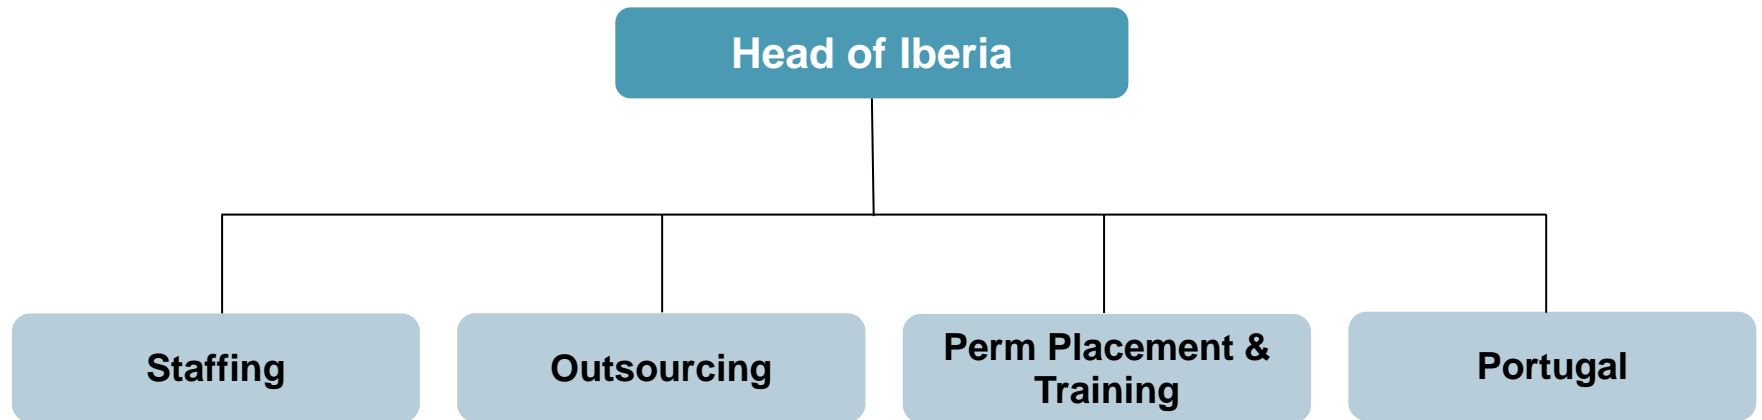 Head of Iberia
Staffing
Outsourcing
Perm Placement &
Training
Portugal